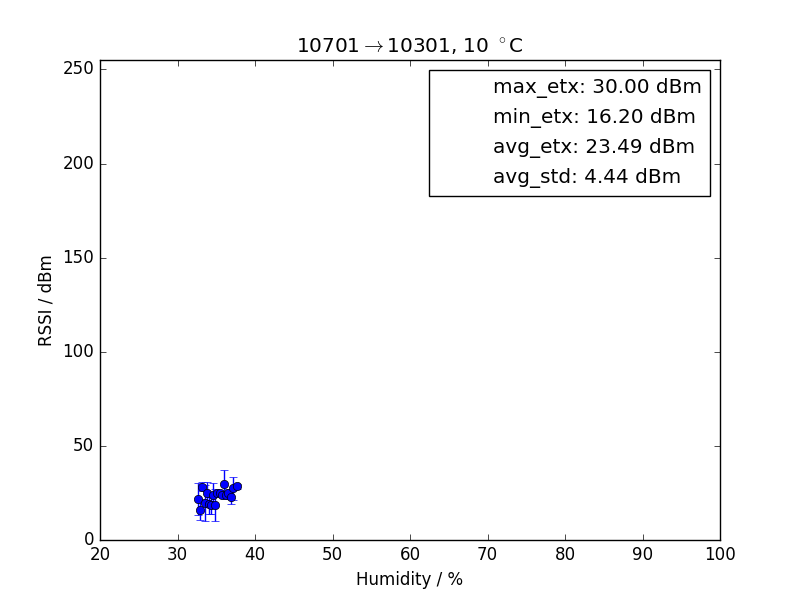 10701→10301, 10 °C
max_etx: 30.00 dBm
min_etx: 16.20 dBm
avg_etx: 23.49 dBm
avg_std: 4.44 dBm
RSSI / dBm
250
200
150
100
50
0
20 30 40 50 60 70 80 90 100
Humidity / %